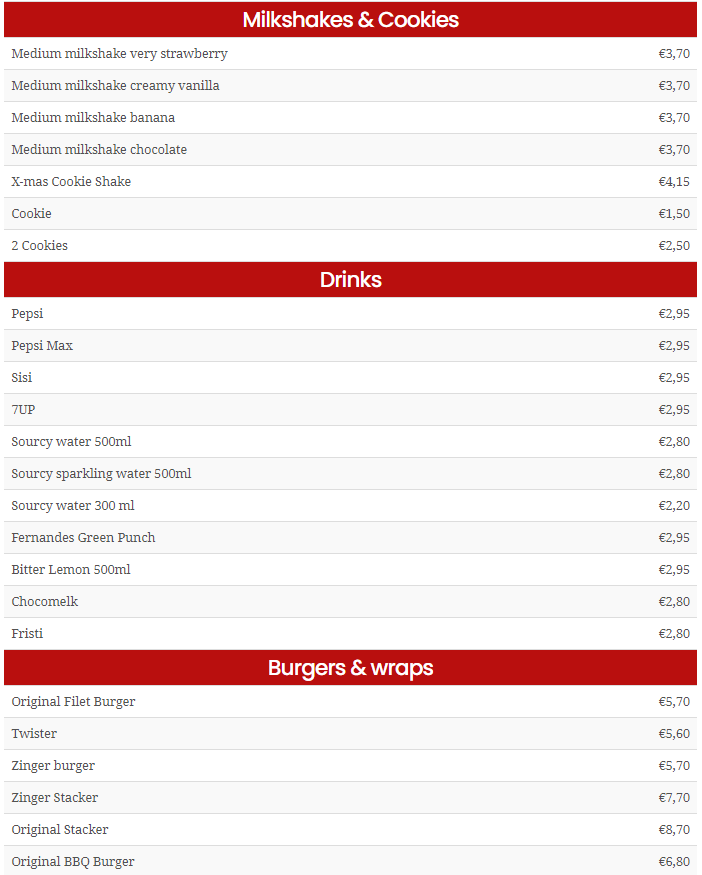 Milkshakes & Cookies
Medium milkshake very strawberry €3,70
Medium milkshake creamy vanilla €3,70
Medium milkshake banana €3,70
Medium milkshake chocolate €3,70
X-mas Cookie Shake €4,15
Cookie €1,50
2 Cookies €2,50
Drinks
Pepsi €2,95
Pepsi Max €2,95
Sisi €2,95
7UP €2,95
Sourcy water 500ml €2,80
Sourcy sparkling water 500ml €2,80
Sourcy water 300 ml €2,20
Fernandes Green Punch €2,95
Bitter Lemon 500ml €2,95
Chocomelk €2,80
Fristi €2,80
Burgers & wraps
Original Filet Burger €5,70
Twister €5,60
Zinger burger €5,70
Zinger Stacker €7,70
Original Stacker €8,70
Original BBQ Burger €6,80